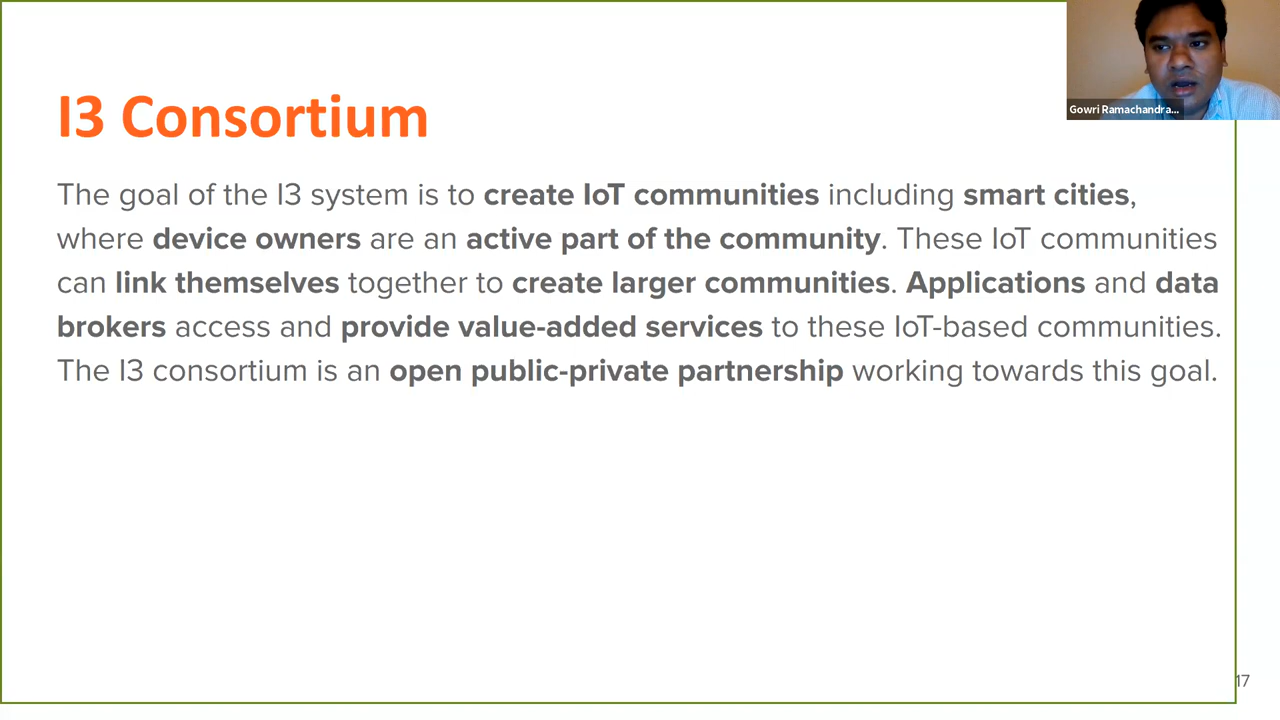 I3 Consortium
The goal of the I3 system is to create IoT communities including smart cities,
where device owners are an active part of the community. These IoT communities
can link themselves together to create larger communities. Applications and data
brokers access and provide value-added services to these IoT-based communities.
The I3 consortium is an open public-private partnership working towards this goal.
Gowri Ramachandra...
17